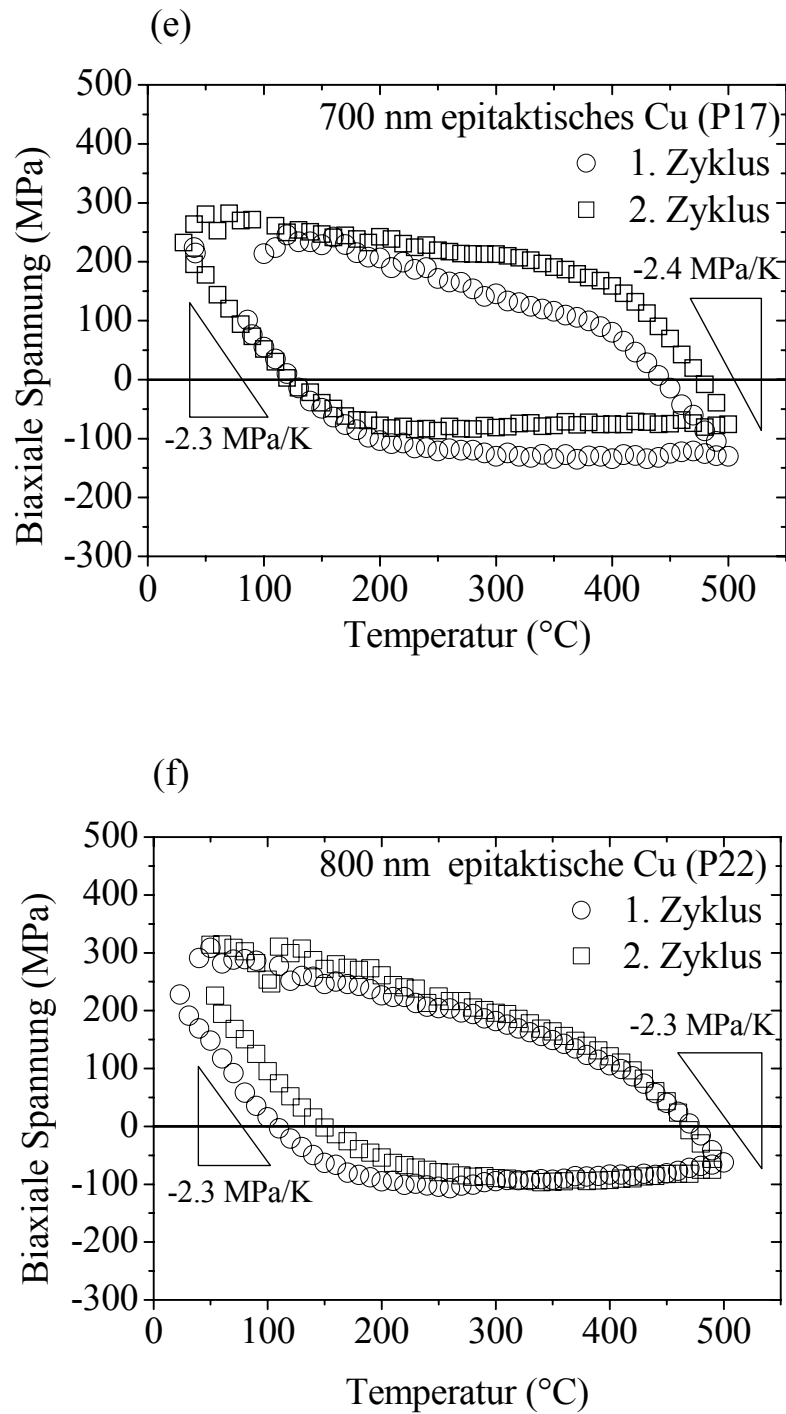 (e)
500
700 nm epitaktisches Cu (P17)
400
1. Zyklus
300
2. Zyklus
200
-2.4 MPa/K
100
0
-100
-2.3 MPa/K
-200
-300
0 100 200 300 400 500
Biaxiale Spannung (MPa)
Temperatur (°C)
(f)
500
800 nm epitaktische Cu (P22)
400
1. Zyklus
300
2. Zyklus
200
-2.3 MPa/K
100
0
-100
-2.3 MPa/K
-200
-300
0 100 200 300 400 500
Biaxiale Spannung (MPa)
Temperatur (°C)